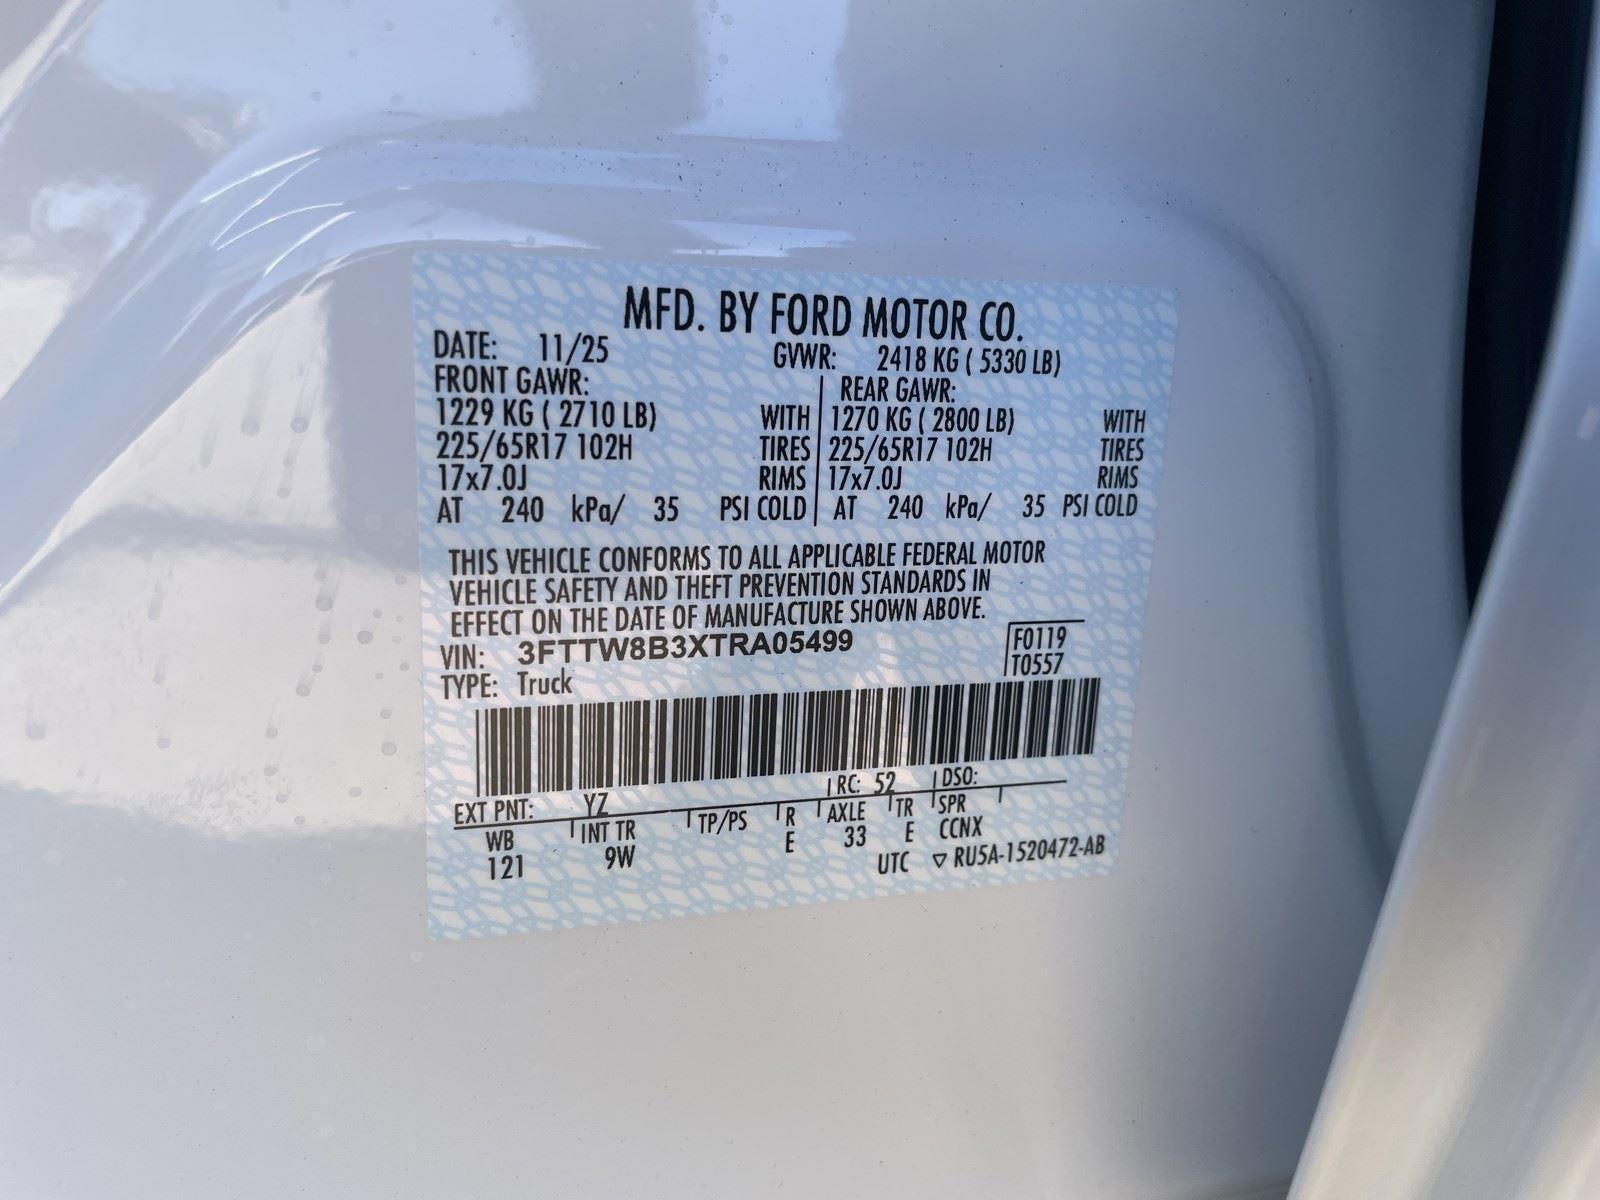 MFD. BY FORD MOTOR CO.
DATE: 11/25 GVWR: 2418 KG ( 5330 LB)
FRONT GAWR: REAR GAWR:
1229 KG ( 2710 LB) WITH 1270 KG ( 2800 LB) WITH
225/65R17 102H TIRES 225/65R17 102H TIRES
17x7.0J RIMS 17x7.0J RIMS
AT 240 kPa/ 35 PSI COLD AT 240 kPa/ 35 PSI COLD
THIS VEHICLE CONFORMS TO ALL APPLICABLE FEDERAL MOTOR
VEHICLE SAFETY AND THEFT PREVENTION STANDARDS IN
EFFECT ON THE DATE OF MANUFACTURE SHOWN ABOVE.
VIN: 3FTTW8B3XTRA05499 F0119
TYPE: Truck T0557
EXT PNT: YZ RC: 52 DSO:
WB INT TR TP/PS R AXLE TR SPR
121 9W E 33 E CCNX
UTC ▽ RU5A-1520472-AB